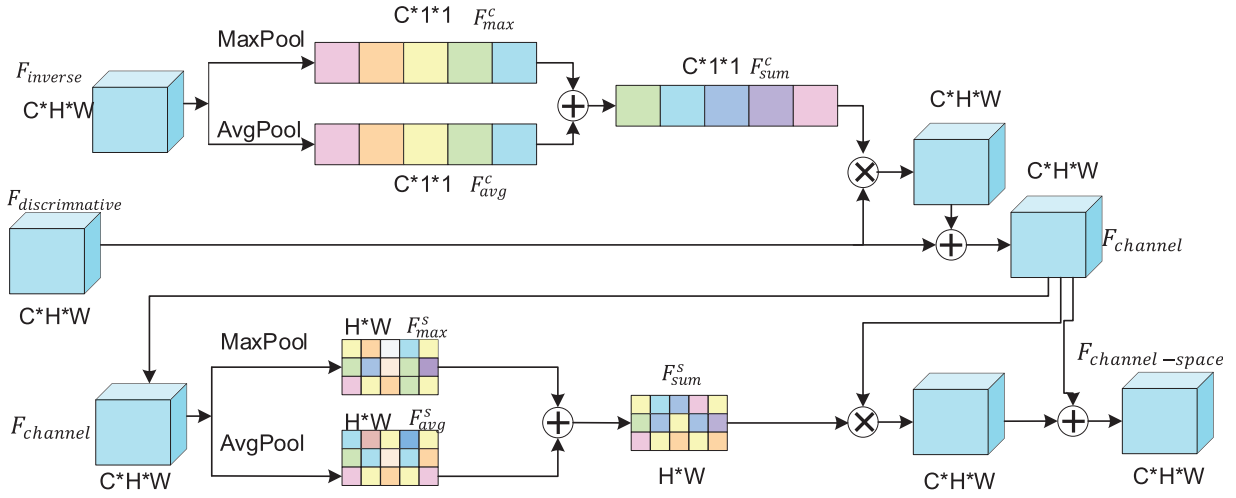 C*1*1 F^c_max
MaxPool
F_inverse
C*H*W
C*1*1 F^c_sum
C*H*W
AvgPool
C*1*1 F^c_avg
C*H*W
F_discrimnative
F_channel
C*H*W
H*W F^s_max
MaxPool
F_channel-space
F^s_sum
H*W F^s_avg
F_channel
AvgPool
C*H*W
H*W
C*H*W
C*H*W